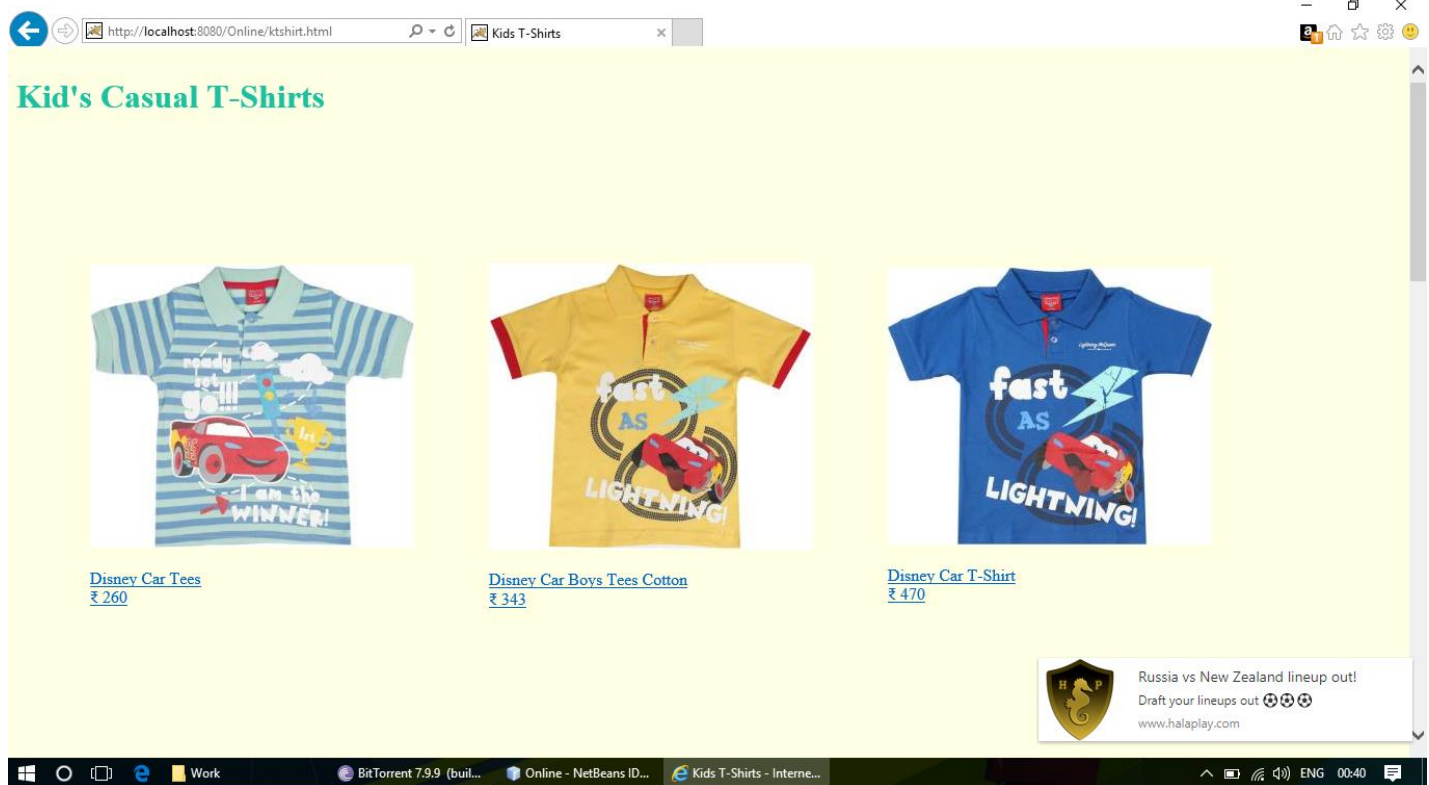 http://localhost:8080/Online/ktshirt.html
Kids T-Shirts
Kid's Casual T-Shirts
ready
set
go!!!
1st
I am the
WINNER!
fast
AS
LIGHTNING!
Lightning McQueen
fast
AS
LIGHTNING!
Disney Car Tees
₹ 260
Disney Car Boys Tees Cotton
₹ 343
Disney Car T-Shirt
₹ 470
H P
Russia vs New Zealand lineup out!
Draft your lineups out
www.halaplay.com
Work
BitTorrent 7.9.9 (buil...
Online - NetBeans ID...
Kids T-Shirts - Interne...
ENG
00:40